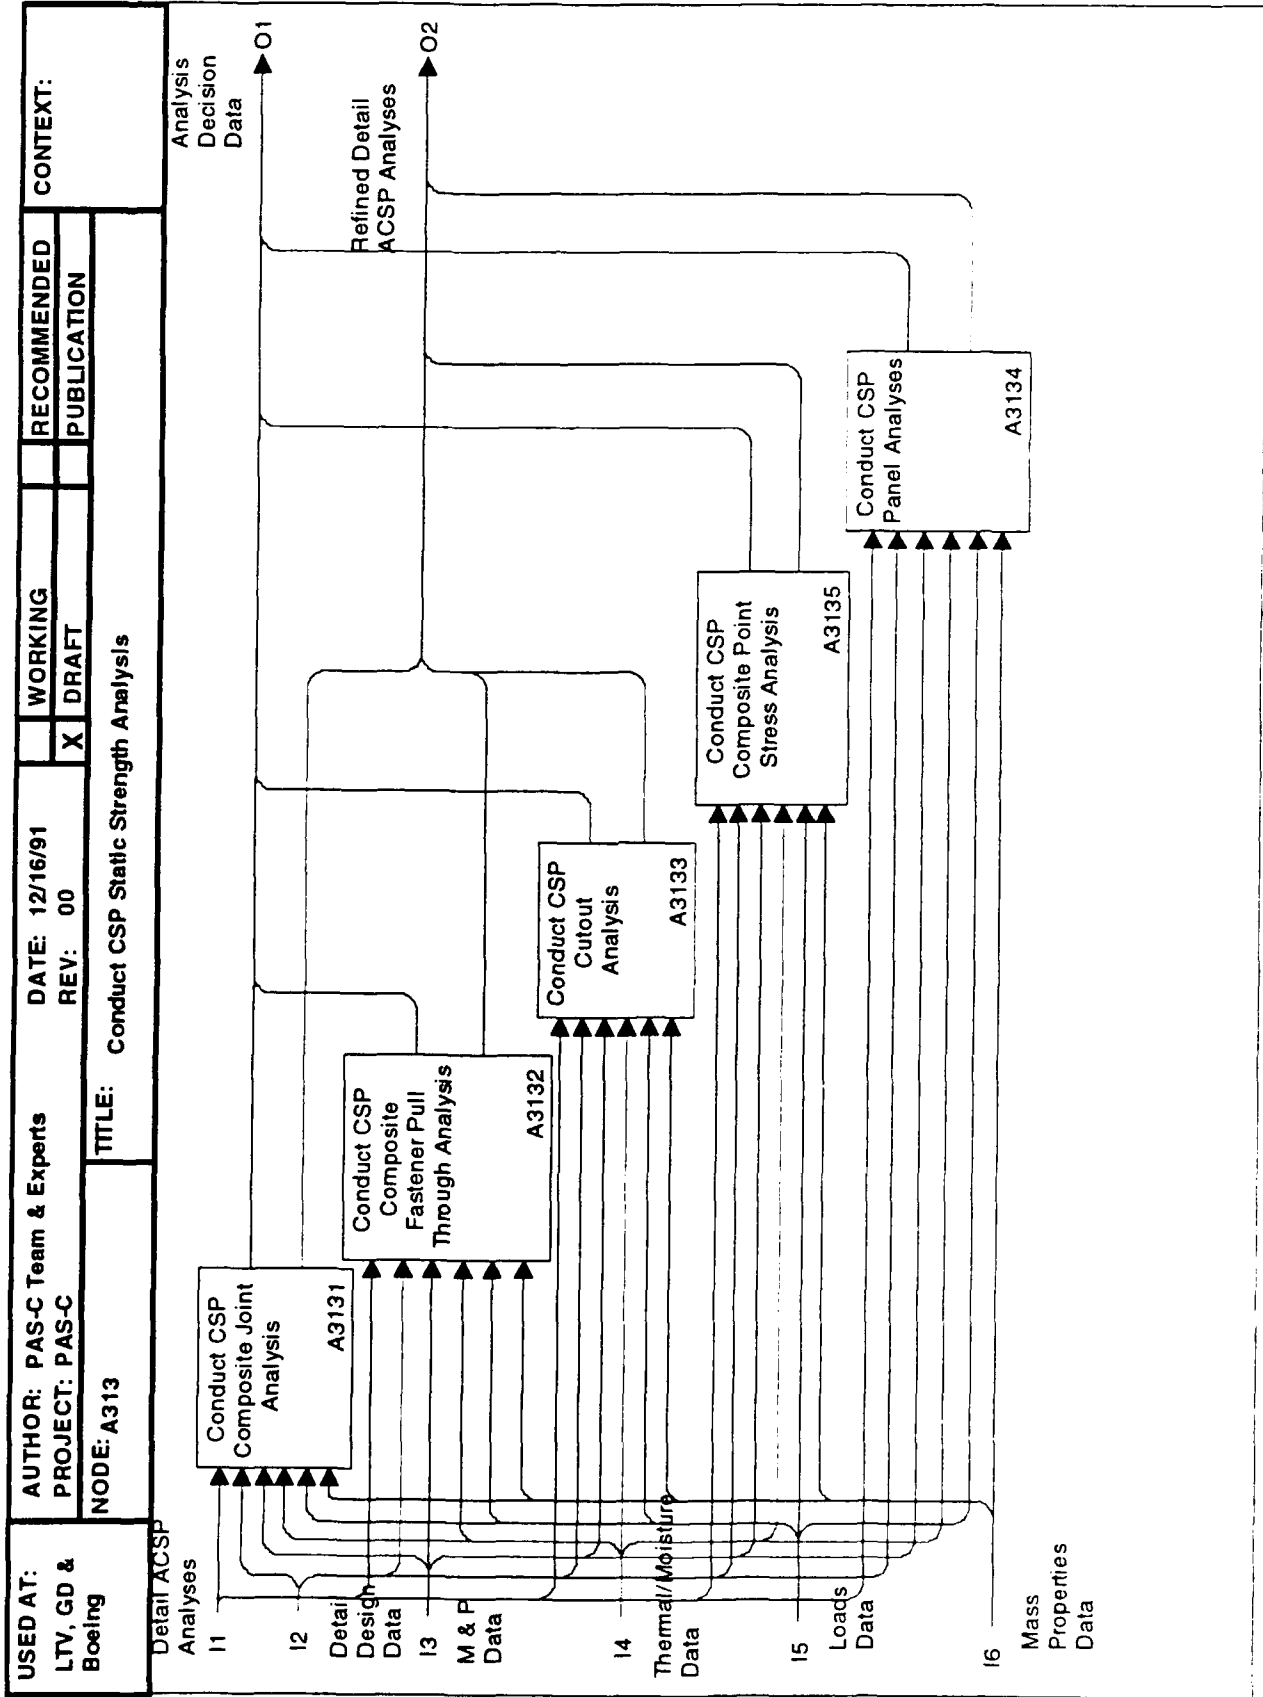 USED AT:
LTV, GD &
Boeing
AUTHOR: PAS-C Team & Experts
PROJECT: PAS-C
DATE: 12/16/91
REV: 00
WORKING
X DRAFT
RECOMMENDED
PUBLICATION
CONTEXT:
NODE: A313
TITLE: Conduct CSP Static Strength Analysis
Detail ACSP
Analyses
I1
I2
Detail
Design
Data
I3
M & P
Data
I4
Thermal/Moisture
Data
I5
Loads
Data
I6
Mass
Properties
Data
Conduct CSP
Composite Joint
Analysis
A3131
Conduct CSP
Composite
Fastener Pull
Through Analysis
A3132
Conduct CSP
Cutout
Analysis
A3133
Conduct CSP
Composite Point
Stress Analysis
A3135
Conduct CSP
Panel Analyses
A3134
Analysis
Decision
Data
O1
Refined Detail
ACSP Analyses
O2